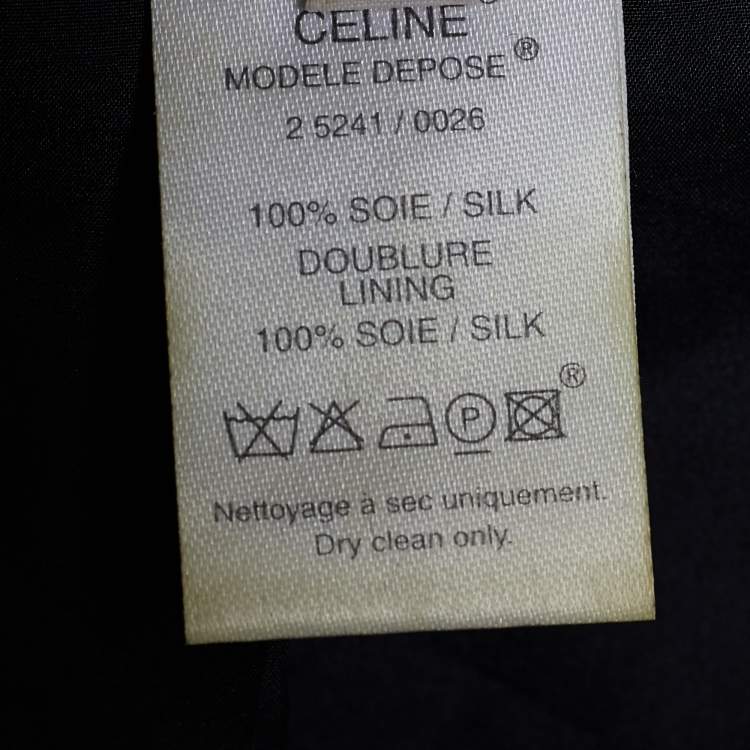 CELINE
MODELE DEPOSE ®
2 5241 / 0026
100% SOIE / SILK
DOUBLURE
LINING
100% SOIE / SILK
P ®
Nettoyage à sec uniquement.
Dry clean only.